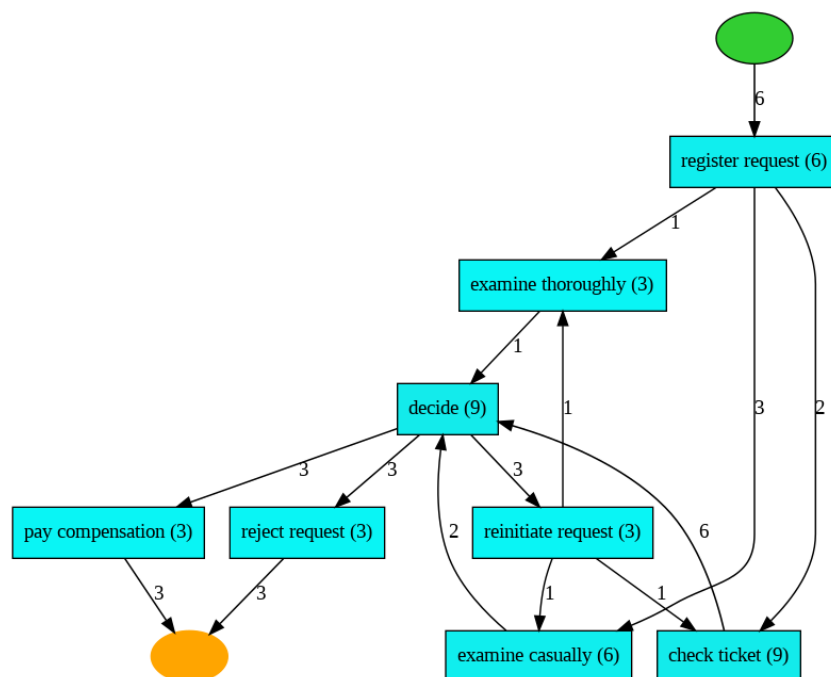 6
register request (6)
1
examine thoroughly (3)
1
decide (9)
1
3
2
3
3
3
pay compensation (3)
reject request (3)
reinitiate request (3)
2
6
3
3
1
1
examine casually (6)
check ticket (9)